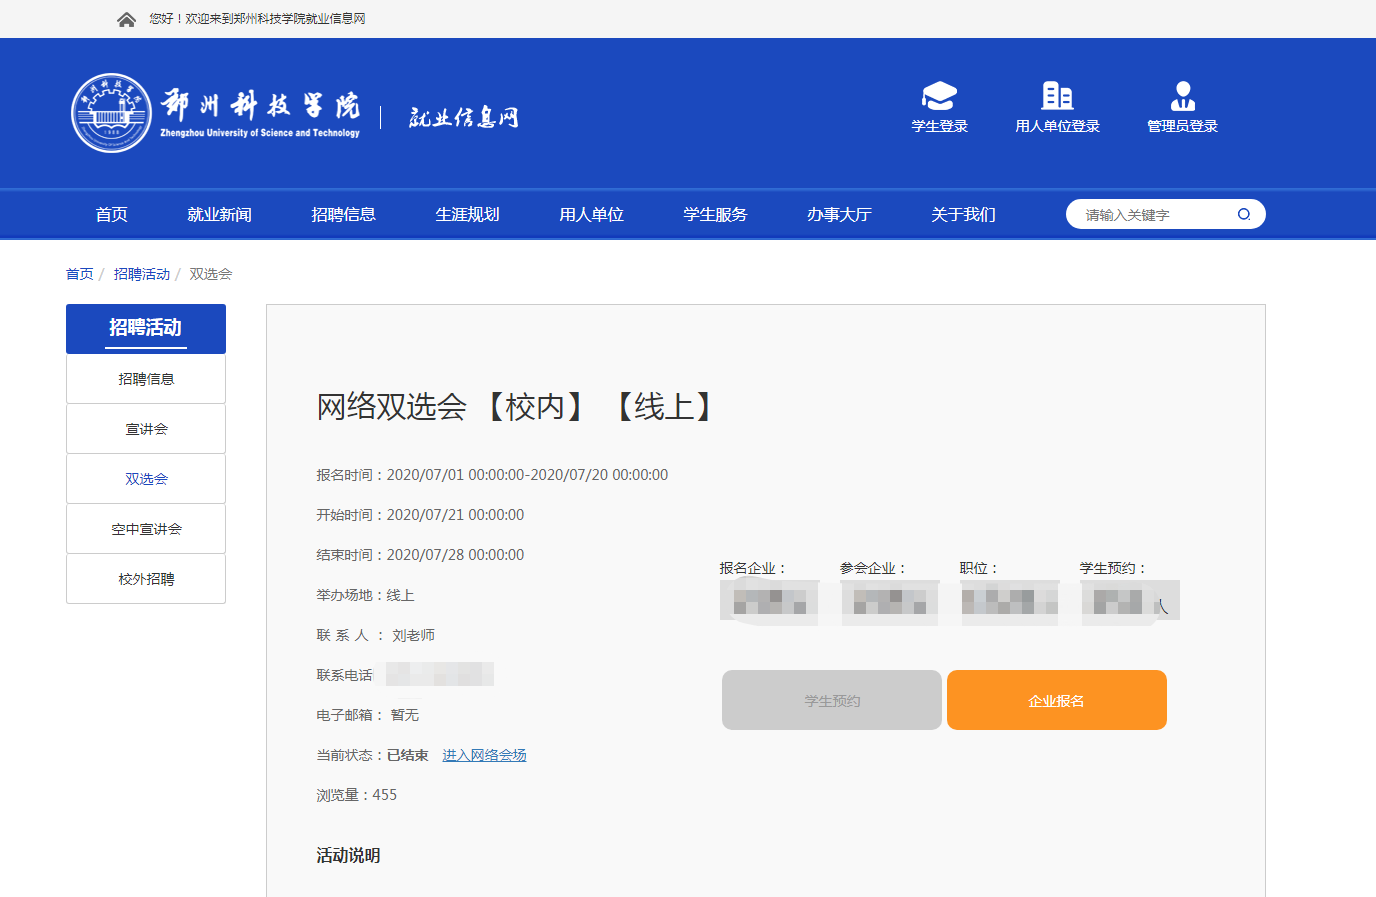 您好！欢迎来到郑州科技学院就业信息网
郑州科技学院
Zhengzhou University of Science and Technology
就业信息网
学生登录
用人单位登录
管理员登录
首页
就业新闻
招聘信息
生涯规划
用人单位
学生服务
办事大厅
关于我们
请输入关键字
首页 / 招聘活动 / 双选会
招聘活动
招聘信息
宣讲会
双选会
空中宣讲会
校外招聘
网络双选会 【校内】 【线上】
报名时间：2020/07/01 00:00:00-2020/07/20 00:00:00
开始时间：2020/07/21 00:00:00
结束时间：2020/07/28 00:00:00
举办场地：线上
联 系 人 ： 刘老师
联系电话
电子邮箱： 暂无
当前状态：已结束 进入网络会场
浏览量：455
报名企业：
参会企业：
职位：
学生预约：
人
学生预约
企业报名
活动说明